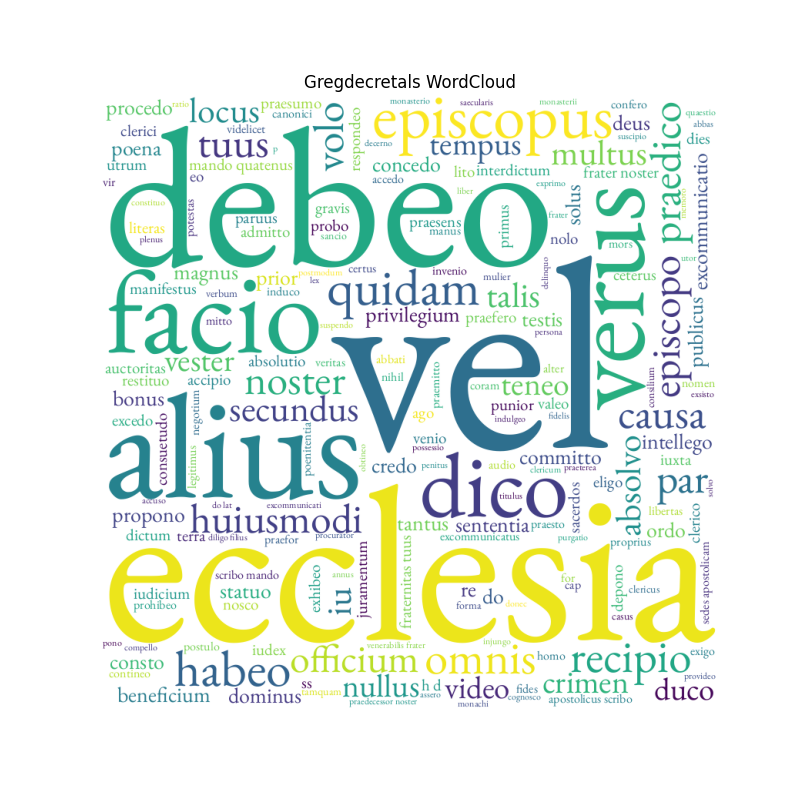 Gregdecretals WordCloud
procedo
ratio
locus
praesumo
canonici
volo
monasterio
saecularis
monasterii
confero
quaestio
abbas
clerici
videlicet
tuus
respondeo
decerno
episcopus
suscipio
deus
dies
poena
tempus
multus
praedico
utrum
mando quatenus
concedo
lito
interdictum
frater noster
vir
eo
accedo
liber
exprimo
solus
excommunicatio
debeo
constituo
potestas
gravis
praesens
primus
frater
verus
literas
paruus
probo
manus
nolo
mors
plenus
admitto
sancio
utor
magnus
prior
postmodum
certus
invenio
mulier
delinquo
ceterus
manifestus
verbum
induco
lex
quidam
talis
episcopo
publicus
facio
mitto
suspendo
privilegium
praefero
testis
persona
auctoritas
vester
absolutio
veritas
abbati
vel
alter
consilium
nomen
restituo
accipio
noster
nihil
praemitto
coram
teneo
exsisto
bonus
negotium
secundus
ago
punior
valeo
causa
excedo
consuetudo
indulgeo
fidelis
alius
legitimus
poenitentia
obtineo
venio
possessio
committo
absolvo
intellego
credo
penitus
audio
clericum
praeterea
iuxta
accuso
do lat
excommunicati
dico
titulus
sacerdos
eligo
par
solvo
propono
huiusmodi
tantus
sententia
praesto
libertas
clerico
dictum
terra
diligo filius
praefor
procurator
excommunicatus
purgatio
proprius
ordo
ecclesia
iudicium
scribo mando
exhibeo
annus
juramentum
fraternitas tuus
re
for
depono
clericus
sedes apostolicam
prohibeo
statuo
nosco
iu
forma
do
donec
cap
casus
pono
compello
postulo
iudex
venerabilis frater
injungo
homo
exigo
consto
contineo
habeo
officium
omnis
recipio
provideo
beneficium
dominus
ss
tamquam
nullus
h d
assero
video
fides
cognosco
crimen
duco
praedecessor noster
monachi
apostolicus scribo